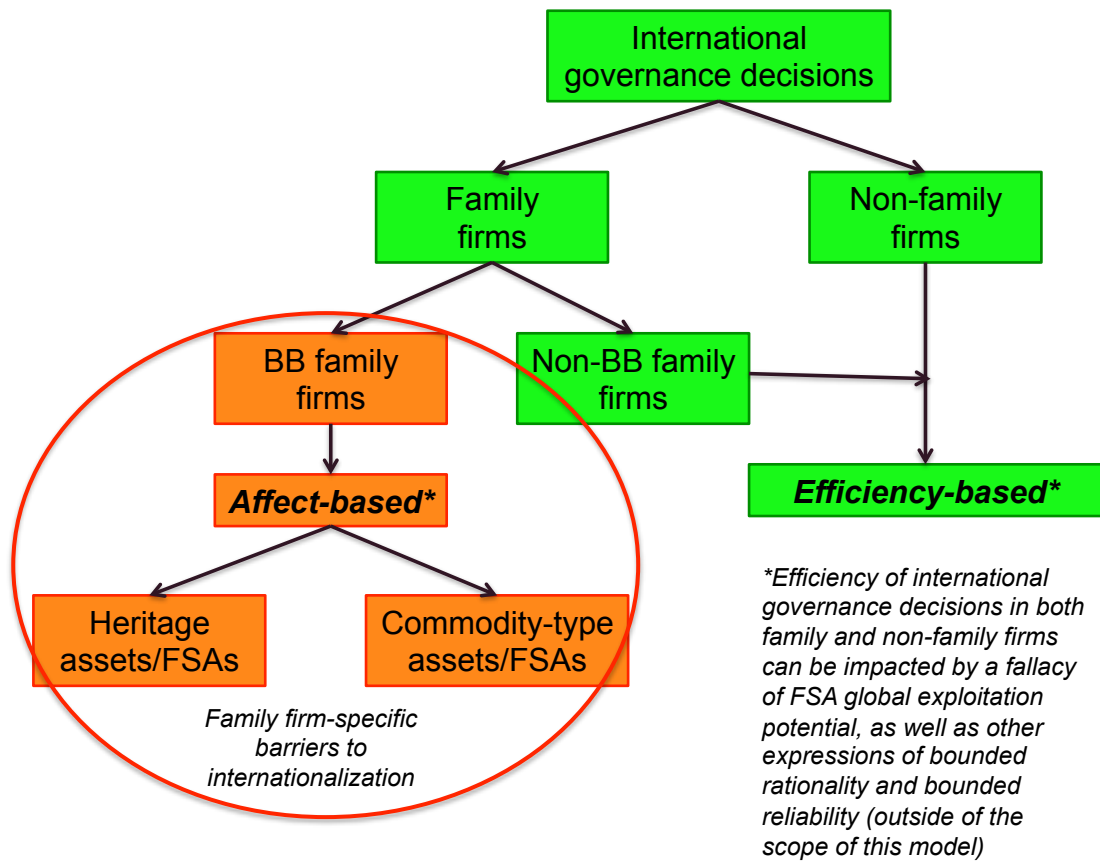 International
governance decisions
Family
firms
Non-family
firms
BB family
firms
Non-BB family
firms
Affect-based*
Efficiency-based*
Heritage
assets/FSAs
Commodity-type
assets/FSAs
Family firm-specific
barriers to
internationalization
*Efficiency of international
governance decisions in both
family and non-family firms
can be impacted by a fallacy
of FSA global exploitation
potential, as well as other
expressions of bounded
rationality and bounded
reliability (outside of the
scope of this model)